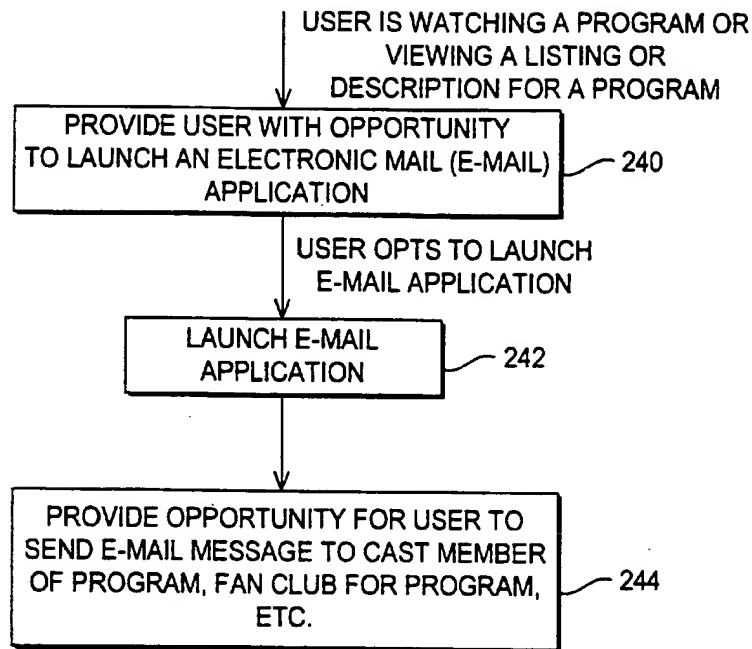 USER IS WATCHING A PROGRAM OR
VIEWING A LISTING OR
DESCRIPTION FOR A PROGRAM
PROVIDE USER WITH OPPORTUNITY
TO LAUNCH AN ELECTRONIC MAIL (E-MAIL)
APPLICATION
240
USER OPTS TO LAUNCH
E-MAIL APPLICATION
LAUNCH E-MAIL
APPLICATION
242
PROVIDE OPPORTUNITY FOR USER TO
SEND E-MAIL MESSAGE TO CAST MEMBER
OF PROGRAM, FAN CLUB FOR PROGRAM,
ETC.
244